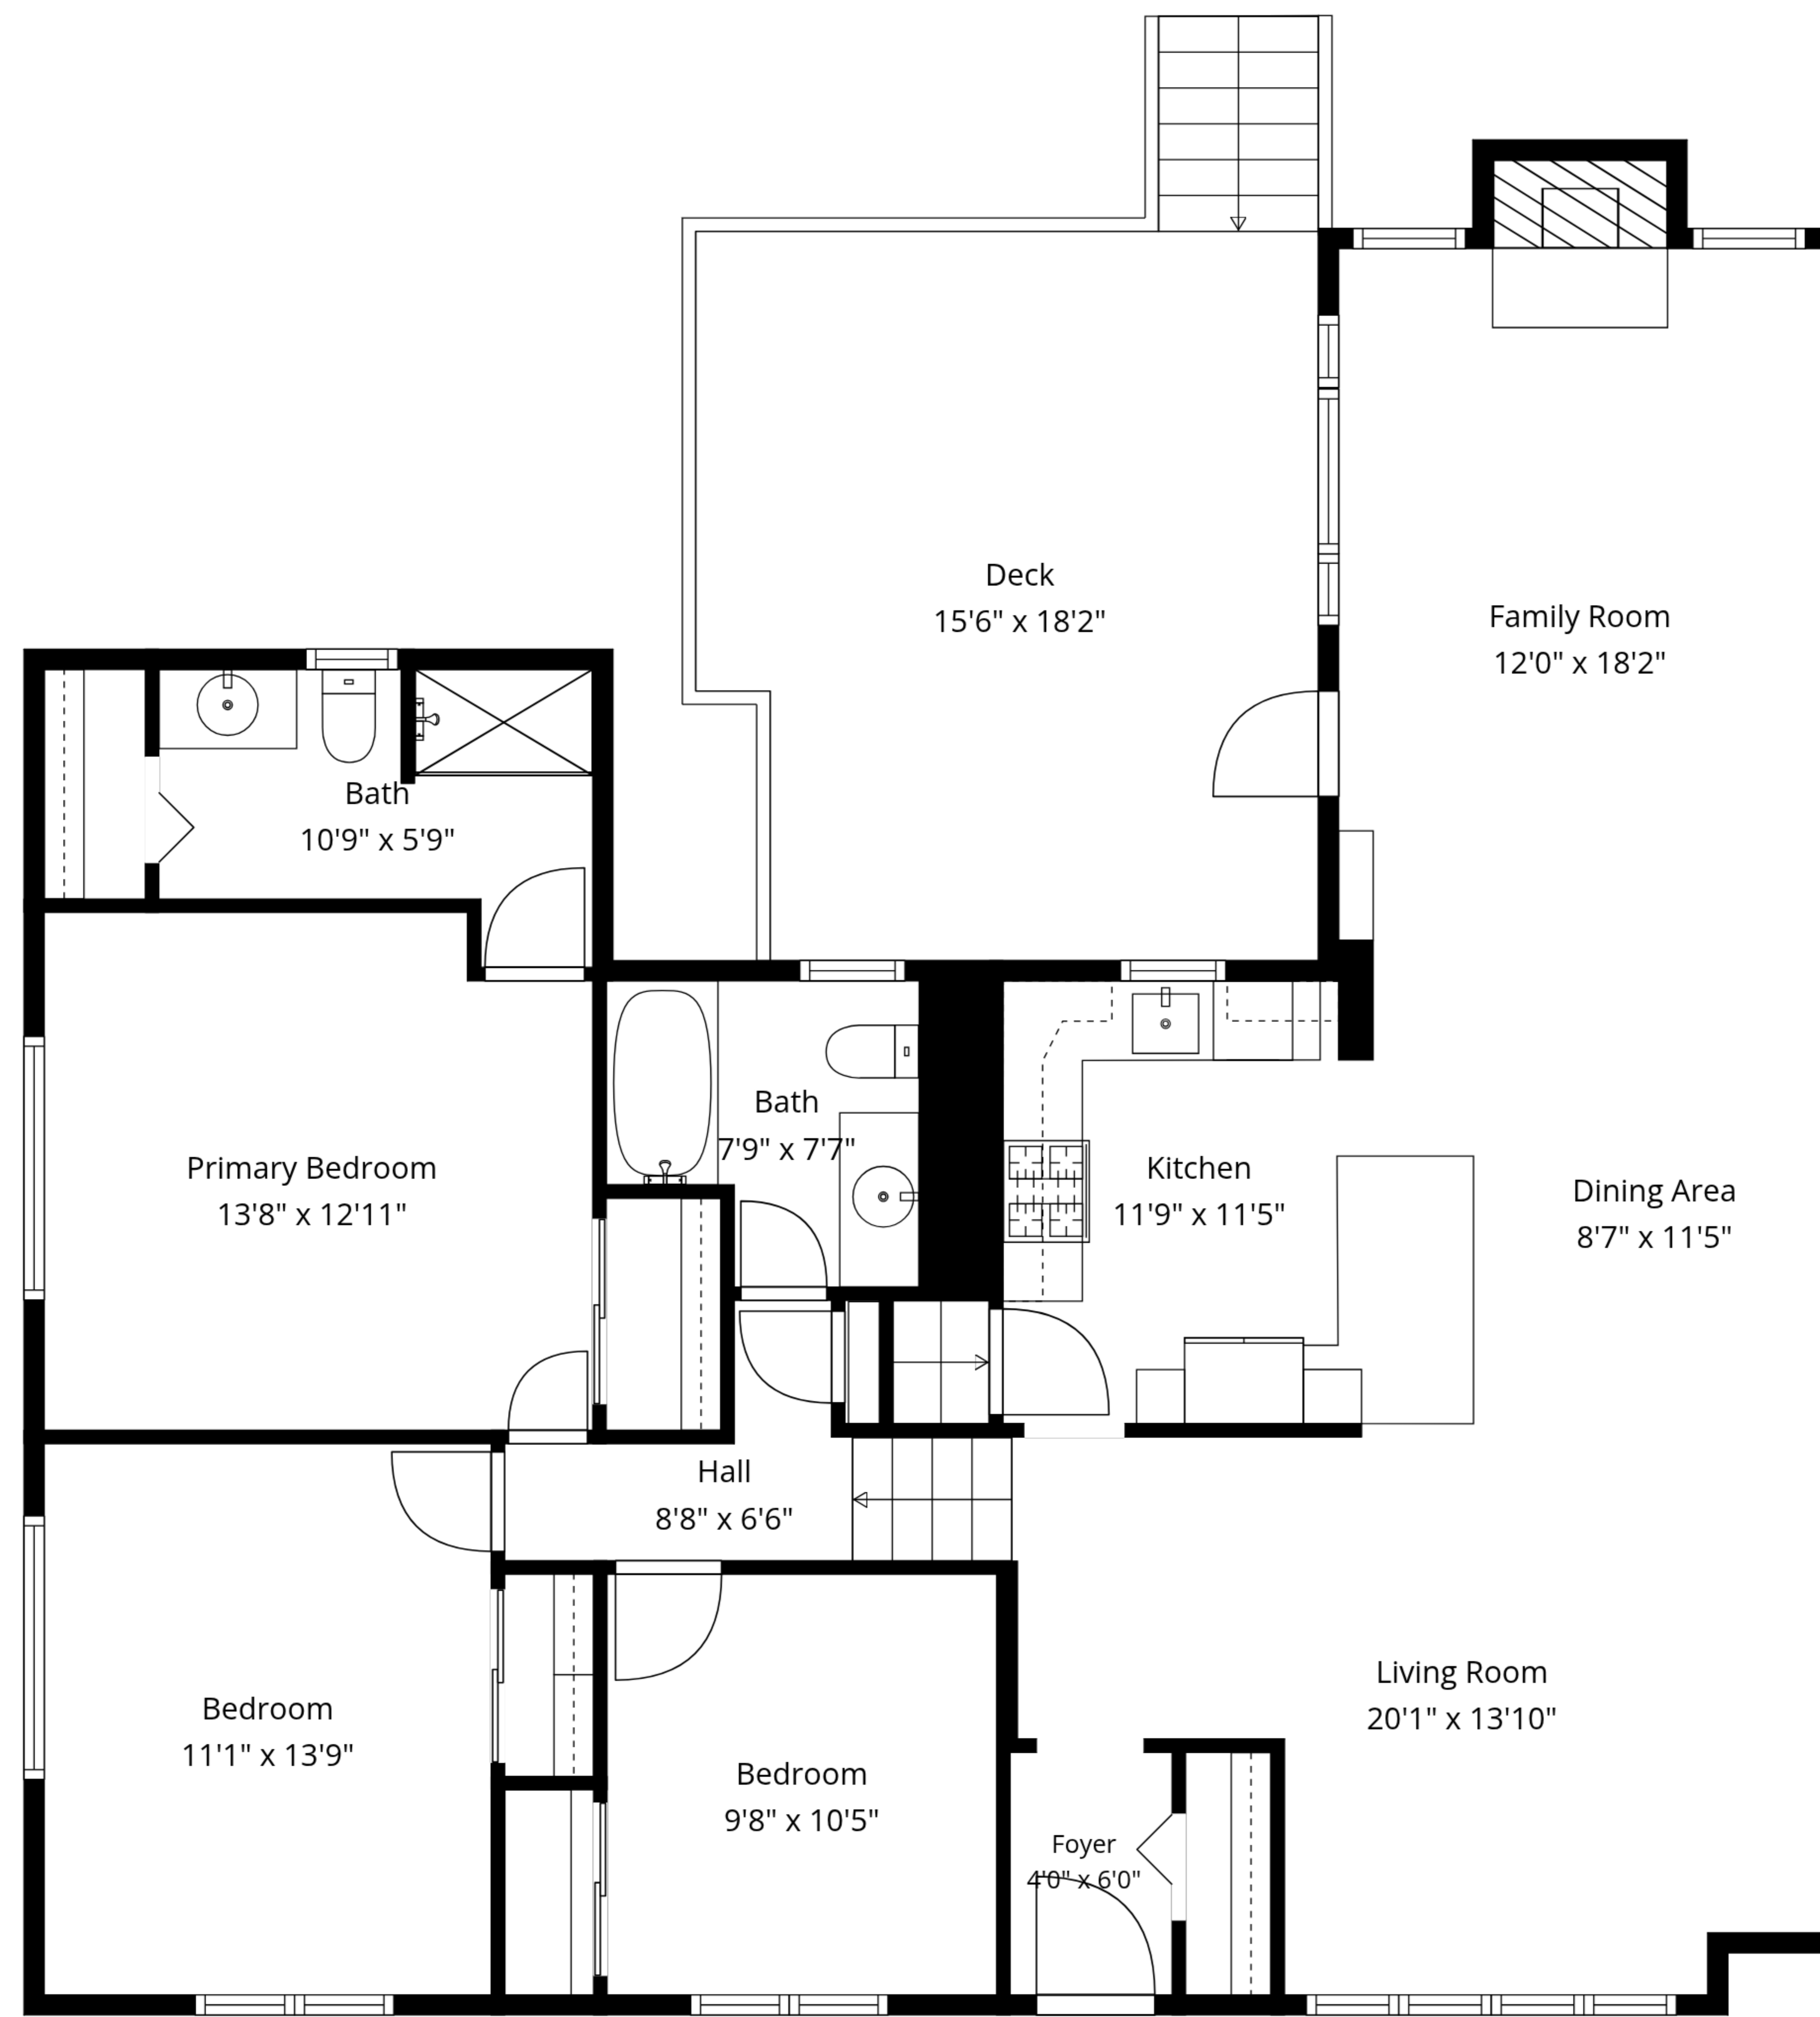 Deck
15'6" x 18'2"
Family Room
12'0" x 18'2"
Bath
10'9" x 5'9"
Bath
7'9" x 7'7"
Primary Bedroom
13'8" x 12'11"
Kitchen
11'9" x 11'5"
Dining Area
8'7" x 11'5"
Hall
8'8" x 6'6"
Living Room
20'1" x 13'10"
Bedroom
11'1" x 13'9"
Bedroom
9'8" x 10'5"
Foyer
4'0" x 6'0"